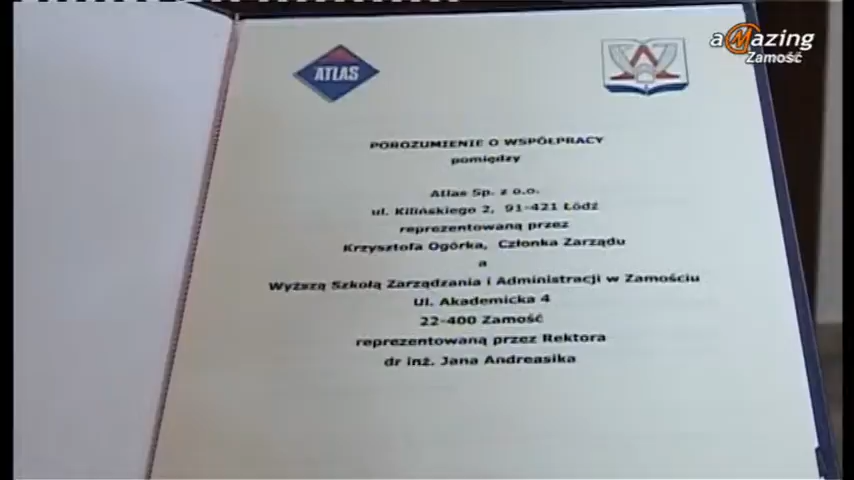 aMazing
Zamość
ATLAS
POROZUMIENIE O WSPÓŁPRACY
pomiędzy
Atlas Sp. z o.o.
ul. Kilińskiego 2, 91-421 Łódź
reprezentowaną przez
Krzysztofa Ogórka, Członka Zarządu
a
Wyższą Szkołą Zarządzania i Administracji w Zamościu
Ul. Akademicka 4
22-400 Zamość
reprezentowaną przez Rektora
dr inż. Jana Andreasika